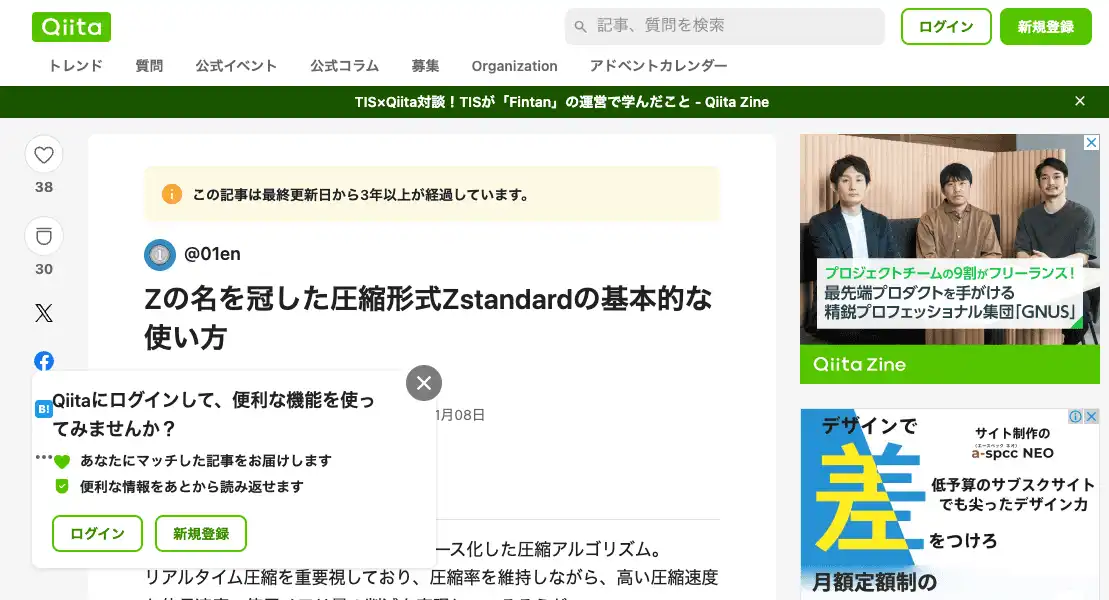 Qiita
記事、質問を検索
ログイン
新規登録
トレンド
質問
公式イベント
公式コラム
募集
Organization
アドベントカレンダー
TIS×Qiita対談！TISが「Fintan」の運営で学んだこと - Qiita Zine
38
30
この記事は最終更新日から3年以上が経過しています。
@01en
Zの名を冠した圧縮形式Zstandardの基本的な
使い方
1月08日
B!
Qiitaにログインして、便利な機能を使っ
てみませんか？
あなたにマッチした記事をお届けします
便利な情報をあとから読み返せます
ログイン
新規登録
ース化した圧縮アルゴリズム。
リアルタイム圧縮を重要視しており、圧縮率を維持しながら、高い圧縮速度
プロジェクトチームの9割がフリーランス！
最先端プロダクトを手がける
精鋭プロフェッショナル集団「GNUS」
Qiita Zine
デザインで
差
をつけろ
サイト制作の
(エースペック ネオ)
a-spcc NEO
低予算のサブスクサイト
でも尖ったデザイン力
月額定額制の